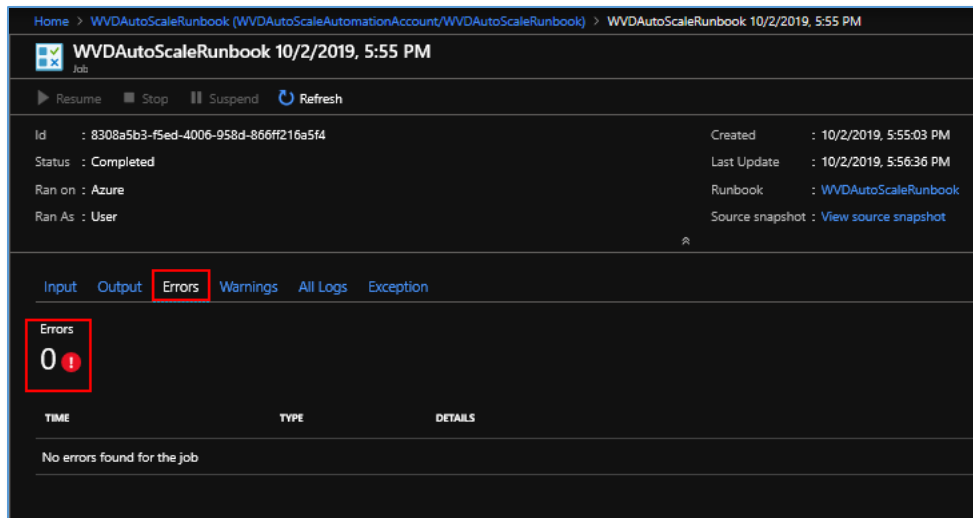 Home > WVDAutoScaleRunbook (WVDAutoScaleAutomationAccount/WVDAutoScaleRunbook) > WVDAutoScaleRunbook 10/2/2019, 5:55 PM
WVDAutoScaleRunbook 10/2/2019, 5:55 PM
Job
Resume Stop Suspend Refresh
Id : 8308a5b3-f5ed-4006-958d-866ff216a5f4 Created : 10/2/2019, 5:55:03 PM
Status : Completed Last Update : 10/2/2019, 5:56:36 PM
Ran on : Azure Runbook : WVDAutoScaleRunbook
Ran As : User Source snapshot : View source snapshot
Input Output Errors Warnings All Logs Exception
Errors
0
TIME TYPE DETAILS
No errors found for the job